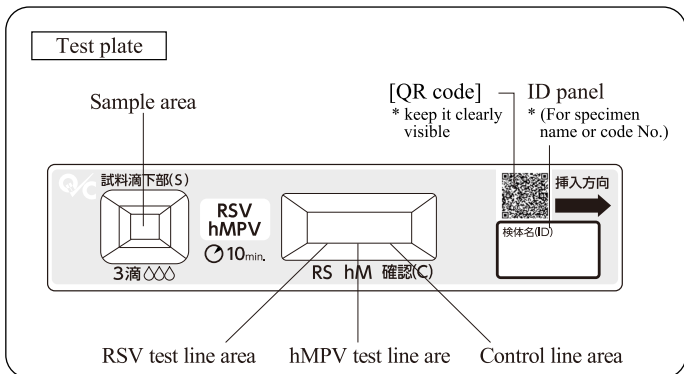 Test plate
Sample area
[QR code]
* keep it clearly
visible
ID panel
* (For specimen
name or code No.)
試料滴下部(S)
3滴
RSV
hMPV
10min.
RS hM 確認(C)
挿入方向
検体名(ID)
RSV test line area
hMPV test line are
Control line area